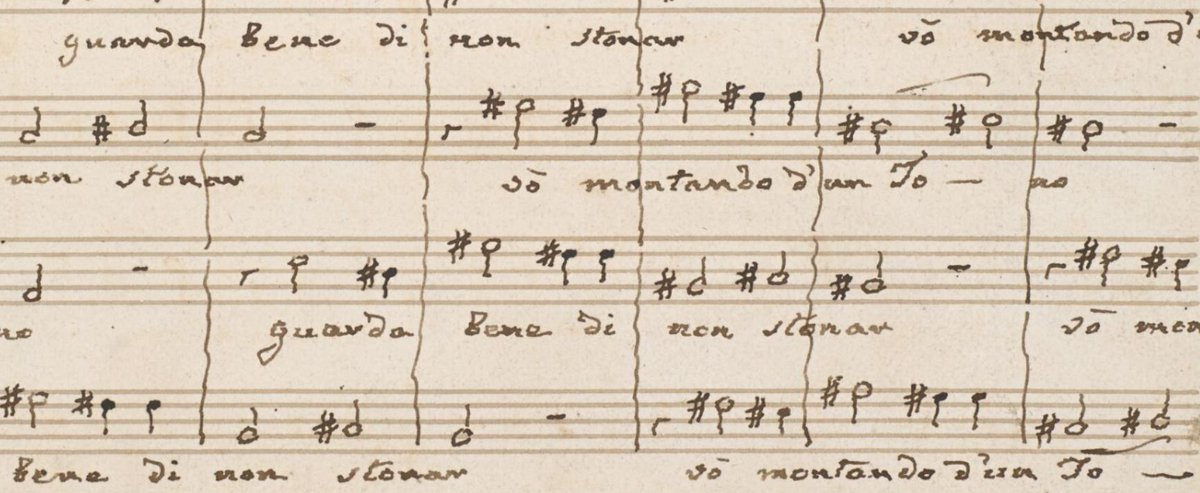 guarda bene di non stonar vò montando d'
non stonar vò montando d'un To — no
no guarda bene di non stonar vò mon
bene di non stonar vò montando d'un To —